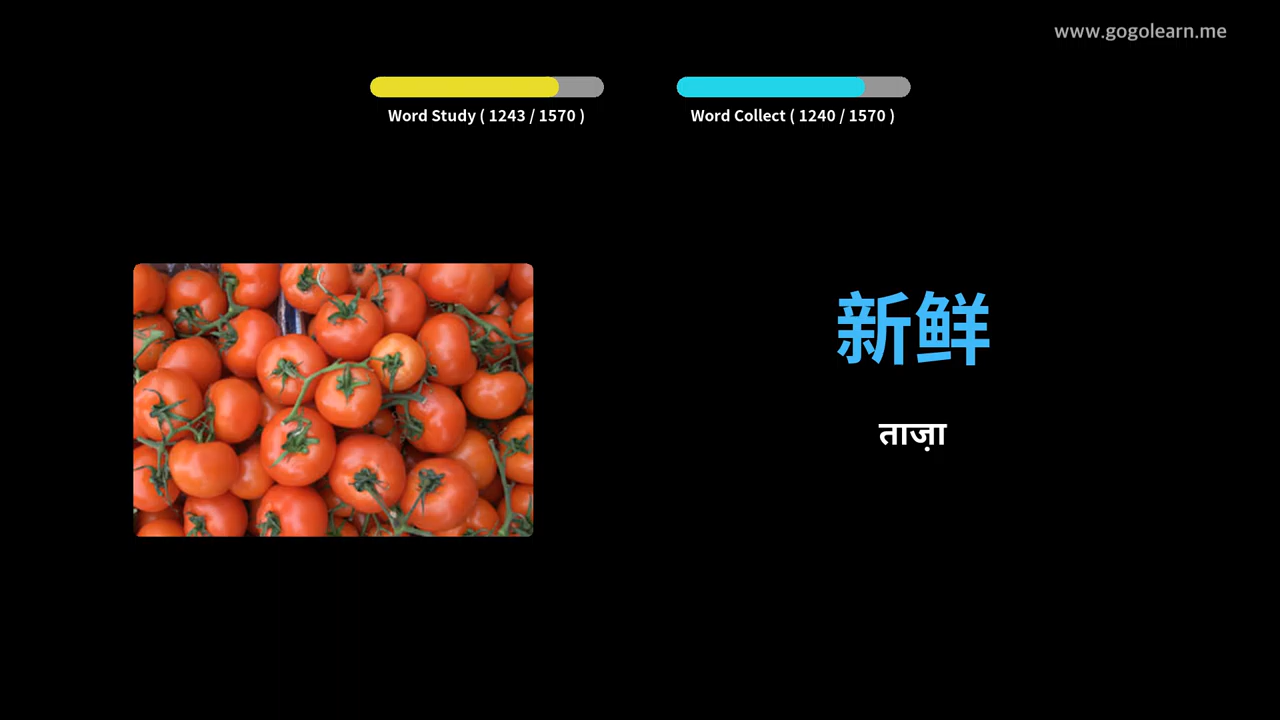 www.gogolearn.me
Word Study ( 1243 / 1570 )
Word Collect ( 1240 / 1570 )
新鲜
ताज़ा